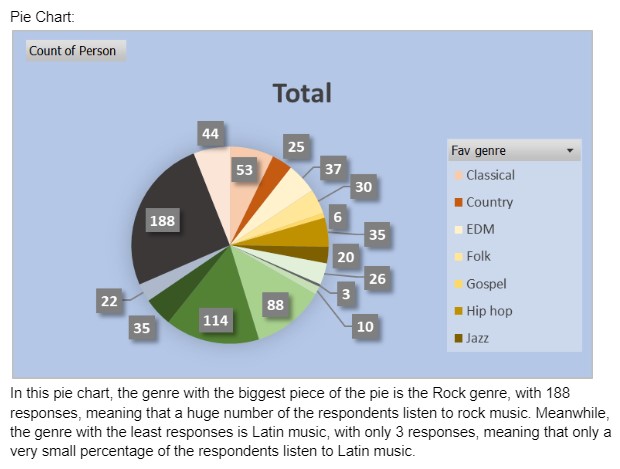 Pie Chart:
Count of Person
Total
44
53
25
37
30
6
35
20
26
3
10
88
114
35
22
188
Fav genre
Classical
Country
EDM
Folk
Gospel
Hip hop
Jazz
In this pie chart, the genre with the biggest piece of the pie is the Rock genre, with 188
responses, meaning that a huge number of the respondents listen to rock music. Meanwhile,
the genre with the least responses is Latin music, with only 3 responses, meaning that only a
very small percentage of the respondents listen to Latin music.